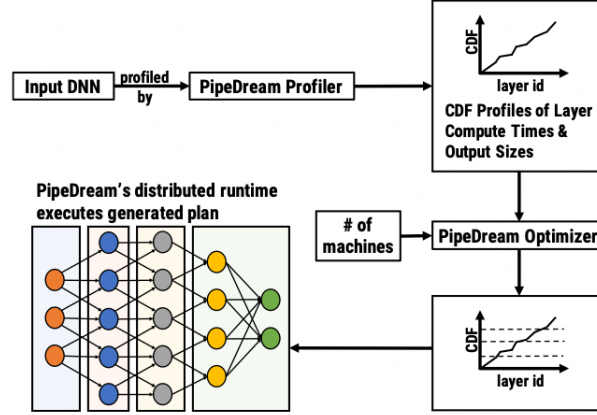 Input DNN
profiled
by
PipeDream Profiler
CDF
layer id
CDF Profiles of Layer
Compute Times &
Output Sizes
PipeDream's distributed runtime
executes generated plan
# of
machines
PipeDream Optimizer
CDF
layer id